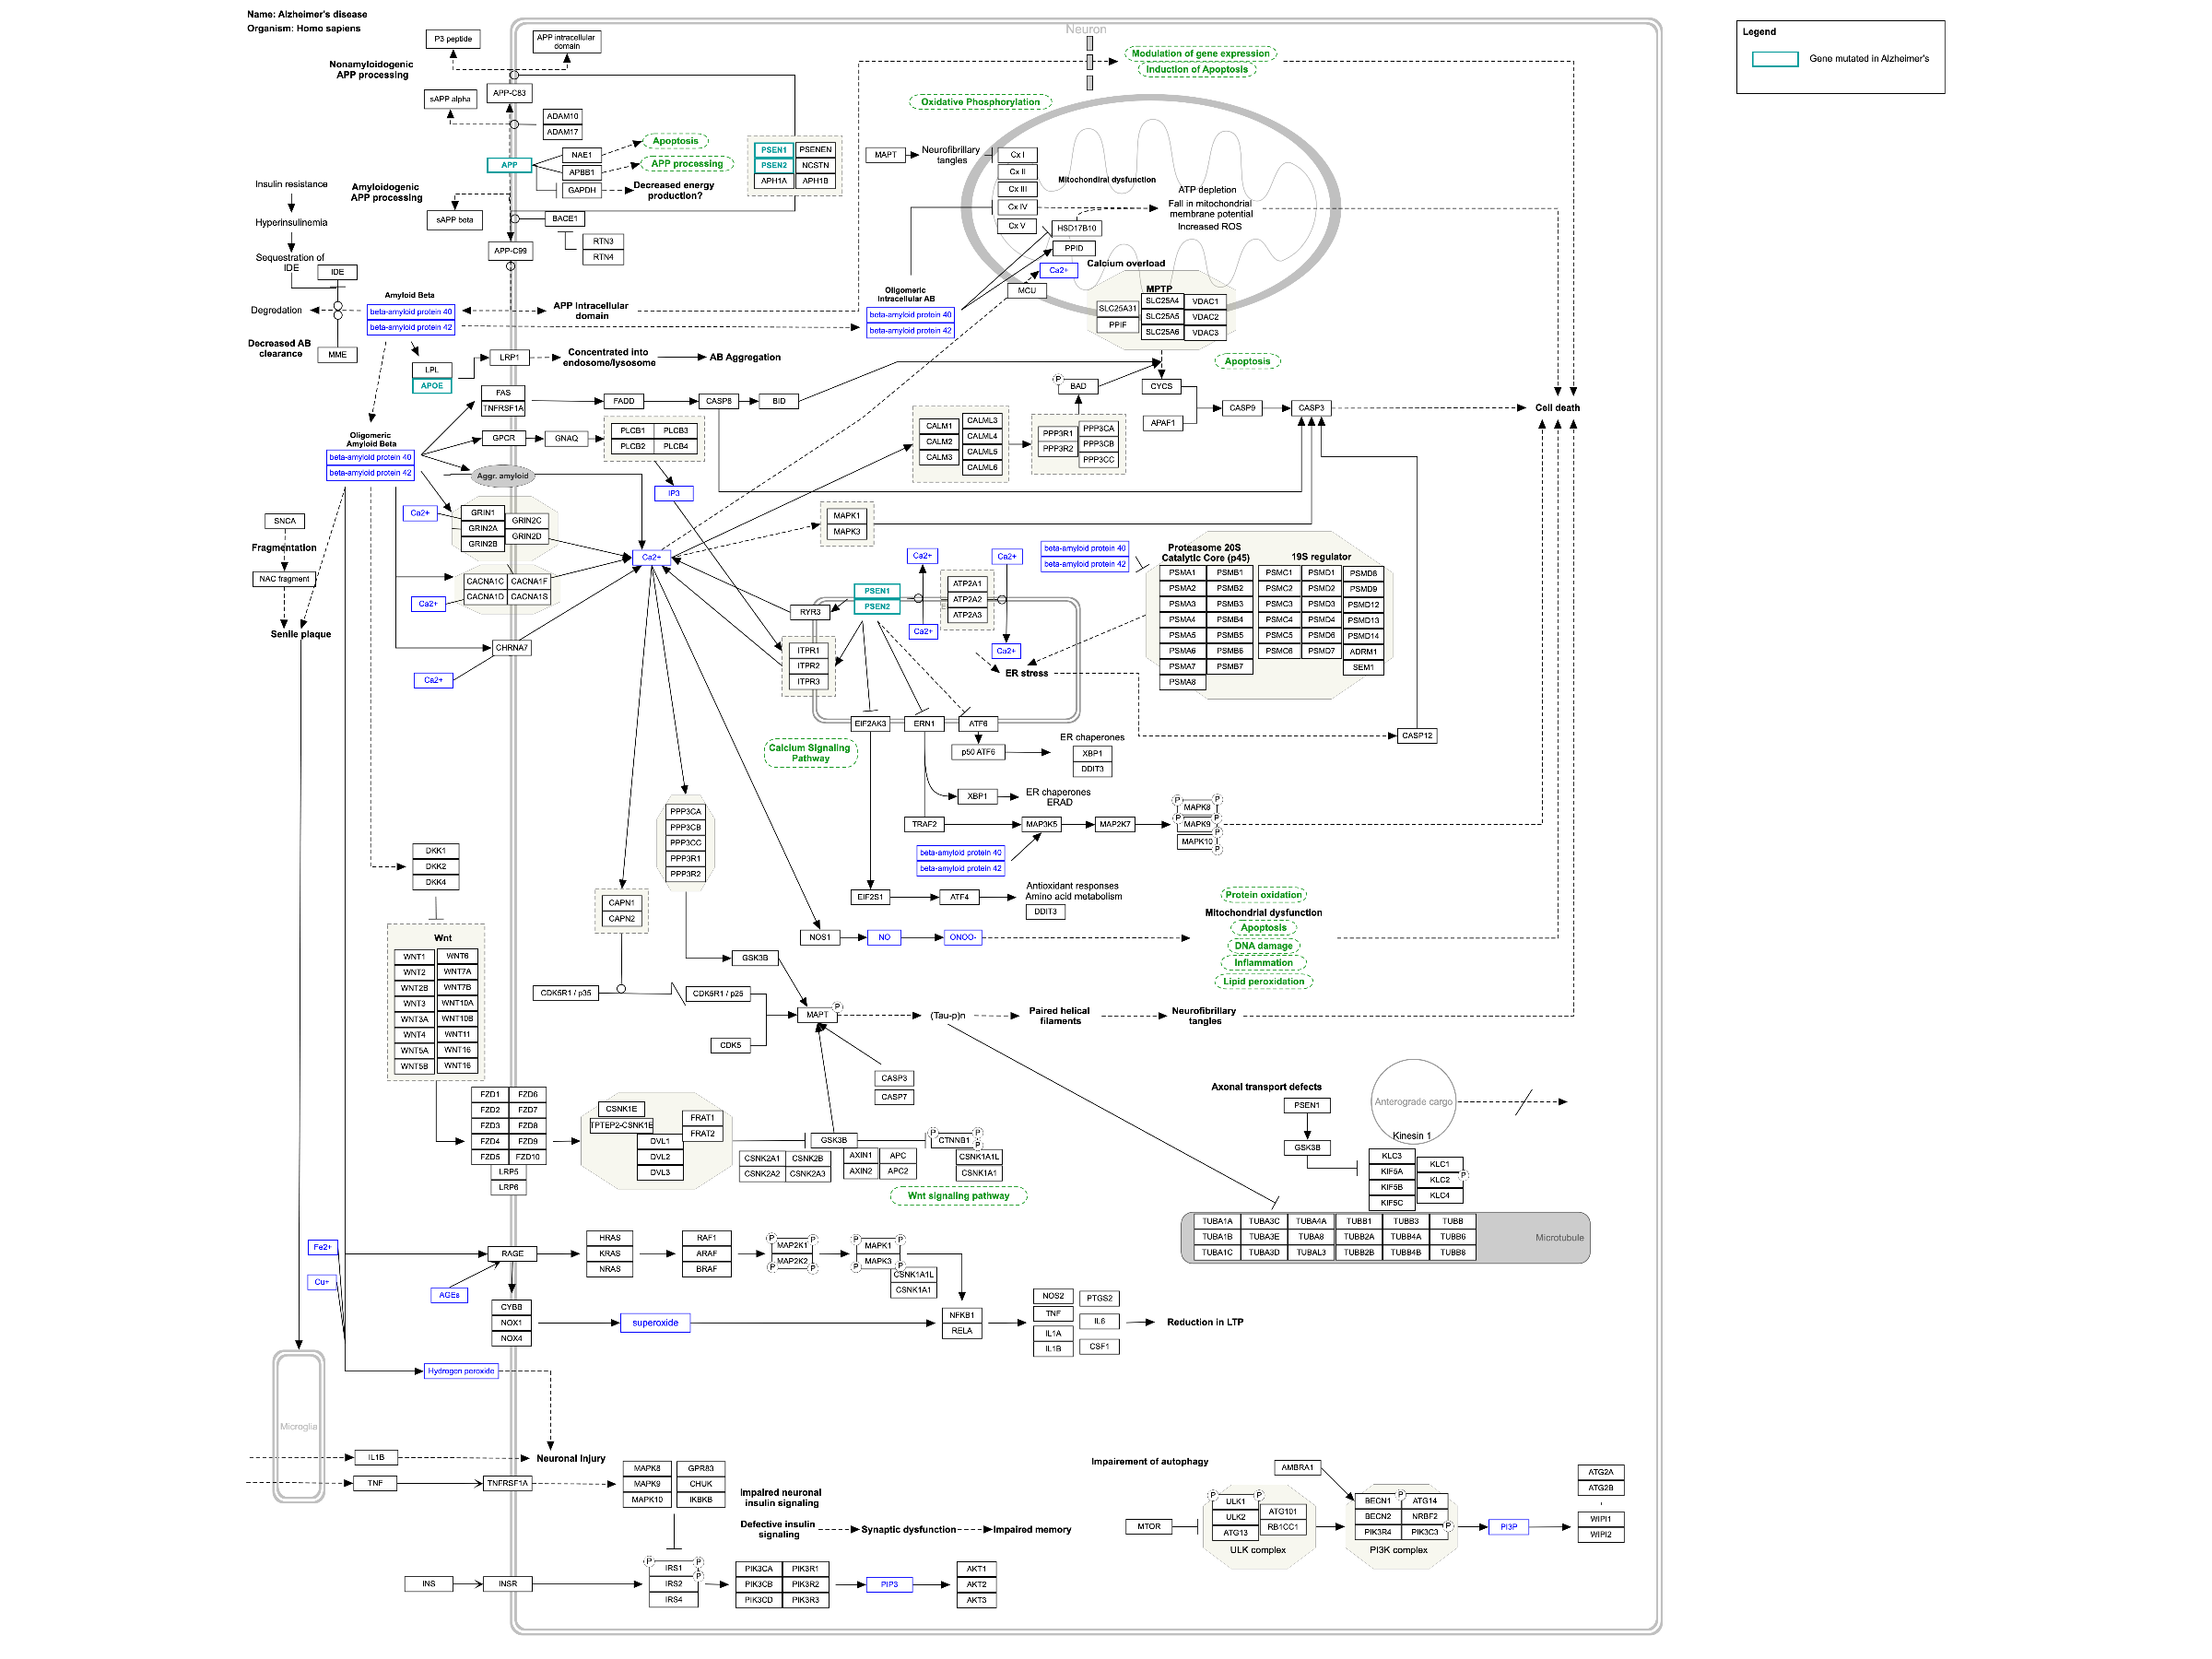 Name: Alzheimer's disease
Organism: Homo sapiens
Neuron
Legend
Gene mutated in Alzheimer's
P3 peptide
APP intracellular
domain
Nonamyloidogenic
APP processing
APP-C83
sAPP alpha
ADAM10
ADAM17
APP
NAE1
APBB1
GAPDH
Apoptosis
APP processing
Decreased energy
production?
PSEN1
PSENEN
PSEN2
NCSTN
APH1A
APH1B
Amyloidogenic
APP processing
sAPP beta
BACE1
RTN3
RTN4
APP-C99
Insulin resistance
Hyperinsulinemia
Sequestration of
IDE
IDE
Degredation
Decreased AB
clearance
MME
Amyloid Beta
beta-amyloid protein 40
beta-amyloid protein 42
APP Intracellular
domain
LPL
APOE
LRP1
Concentrated into
endosome/lysosome
AB Aggregation
Modulation of gene expression
Induction of Apoptosis
Oxidative Phosphorylation
MAPT
Neurofibrillary
tangles
Cx I
Cx II
Cx III
Cx IV
Cx V
Mitochondiral dysfunction
ATP depletion
Fall in mitochondrial
membrane potential
Increased ROS
HSD17B10
PPID
Ca2+
Calcium overload
MCU
Oligomeric
Intracellular AB
beta-amyloid protein 40
beta-amyloid protein 42
MPTP
SLC25A31
PPIF
SLC25A4
SLC25A5
SLC25A6
VDAC1
VDAC2
VDAC3
Apoptosis
FAS
TNFRSF1A
FADD
CASP8
BID
P
BAD
CYCS
APAF1
CASP9
CASP3
Cell death
Oligomeric
Amyloid Beta
beta-amyloid protein 40
beta-amyloid protein 42
GPCR
GNAQ
PLCB1
PLCB3
PLCB2
PLCB4
IP3
Aggr. amyloid
CALM1
CALM2
CALM3
CALML3
CALML4
CALML5
CALML6
PPP3R1
PPP3R2
PPP3CA
PPP3CB
PPP3CC
Ca2+
GRIN1
GRIN2A
GRIN2B
GRIN2C
GRIN2D
Ca2+
MAPK1
MAPK3
CACNA1C
CACNA1F
CACNA1D
CACNA1S
Ca2+
CHRNA7
Ca2+
SNCA
Fragmentation
NAC fragment
Senile plaque
PSEN1
PSEN2
RYR3
ITPR1
ITPR2
ITPR3
Ca2+
Ca2+
ATP2A1
ATP2A2
ATP2A3
Ca2+
Ca2+
ER stress
beta-amyloid protein 40
beta-amyloid protein 42
Proteasome 20S
Catalytic Core (p45)
19S regulator
PSMA1
PSMB1
PSMC1
PSMD1
PSMD8
PSMA2
PSMB2
PSMC2
PSMD2
PSMD9
PSMA3
PSMB3
PSMC3
PSMD3
PSMD12
PSMA4
PSMB4
PSMC4
PSMD4
PSMD13
PSMA5
PSMB5
PSMC5
PSMD6
PSMD14
PSMA6
PSMB6
PSMC6
PSMD7
ADRM1
PSMA7
PSMB7
SEM1
PSMA8
EIF2AK3
ERN1
ATF6
CASP12
Calcium Signaling
Pathway
p50 ATF6
ER chaperones
XBP1
DDIT3
XBP1
ER chaperones
ERAD
TRAF2
MAP3K5
MAP2K7
P
P
MAPK8
P
P
MAPK9
P
MAPK10
P
beta-amyloid protein 40
beta-amyloid protein 42
EIF2S1
ATF4
Antioxidant responses
Amino acid metabolism
DDIT3
PPP3CA
PPP3CB
PPP3CC
PPP3R1
PPP3R2
DKK1
DKK2
DKK4
CAPN1
CAPN2
NOS1
NO
ONOO-
Protein oxidation
Mitochondrial dysfunction
Apoptosis
DNA damage
Inflammation
Lipid peroxidation
Wnt
WNT1
WNT6
WNT2
WNT7A
WNT2B
WNT7B
WNT3
WNT10A
WNT3A
WNT10B
WNT4
WNT11
WNT5A
WNT16
WNT5B
WNT16
GSK3B
CDK5R1 / p35
CDK5R1 / p25
MAPT
P
CDK5
(Tau-p)n
Paired helical
filaments
Neurofibrillary
tangles
CASP3
CASP7
FZD1
FZD6
FZD2
FZD7
FZD3
FZD8
FZD4
FZD9
FZD5
FZD10
LRP5
LRP6
CSNK1E
TPTEP2-CSNK1E
FRAT1
FRAT2
DVL1
DVL2
DVL3
GSK3B
CSNK2A1
CSNK2B
CSNK2A2
CSNK2A3
AXIN1
APC
AXIN2
APC2
P
P
CTNNB1
P
CSNK1A1L
CSNK1A1
Wnt signaling pathway
Axonal transport defects
PSEN1
GSK3B
Anterograde cargo
Kinesin 1
KLC3
KIF5A
KIF5B
KIF5C
KLC1
KLC2
KLC4
P
TUBA1A
TUBA3C
TUBA4A
TUBB1
TUBB3
TUBB
TUBA1B
TUBA3E
TUBA8
TUBB2A
TUBB4A
TUBB6
TUBA1C
TUBA3D
TUBAL3
TUBB2B
TUBB4B
TUBB8
Microtubule
Fe2+
Cu+
AGEs
RAGE
HRAS
KRAS
NRAS
RAF1
ARAF
BRAF
P
P
MAP2K1
MAP2K2
P
P
P
P
MAPK1
MAPK3
P
P
CSNK1A1L
CSNK1A1
CYBB
NOX1
NOX4
superoxide
NFKB1
RELA
NOS2
TNF
IL1A
IL1B
PTGS2
IL6
CSF1
Reduction in LTP
Hydrogen peroxide
Microglia
IL1B
Neuronal Injury
TNF
TNFRSF1A
MAPK8
GPR83
MAPK9
CHUK
MAPK10
IKBKB
Impaired neuronal
insulin signaling
Defective insulin
signaling
Synaptic dysfunction
Impaired memory
INS
INSR
P
P
IRS1
P
IRS2
IRS4
PIK3CA
PIK3R1
PIK3CB
PIK3R2
PIK3CD
PIK3R3
PIP3
AKT1
AKT2
AKT3
Impairment of autophagy
AMBRA1
MTOR
P
P
ULK1
ULK2
ATG13
ATG101
RB1CC1
ULK complex
BECN1
P
ATG14
BECN2
NRBF2
PIK3R4
PIK3C3
P
PI3K complex
PI3P
ATG2A
ATG2B
WIPI1
WIPI2